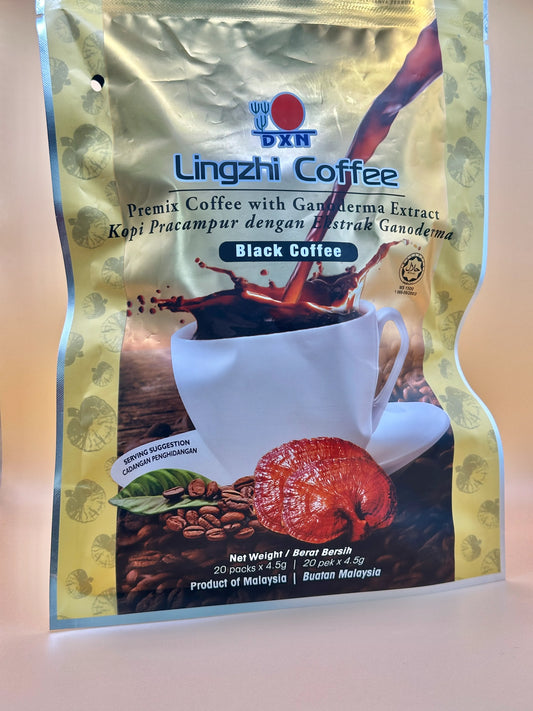 DXN
Lingzhi Coffee
Premix Coffee with Ganoderma Extract
Kopi Pracampur dengan Ekstrak Ganoderma
Black Coffee
SERVING SUGGESTION
CADANGAN PENGHIDANGAN
Net Weight / Berat Bersih
20 packs x 4.5g | 20 pek x 4.5g
Product of Malaysia | Buatan Malaysia